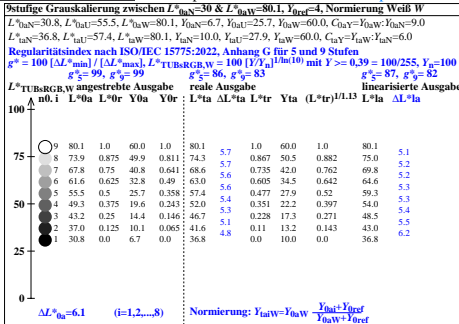 9stufige Grauskalierung zwischen L*0aN=30 & L*0aW=80.1, Y0ref=4, Normierung Weiß W
L*0aN=30.8, L*0aU=55.5, L*0aW=80.1, Y0aN=6.7, Y0aU=25.7, Y0aW=60.0, C0aY=Y0aW:Y0aN=9.0
L*taN=36.8, L*taU=57.4, L*taW=80.1, YtaN=10.0, YtaU=27.9, YtaW=60.0, CtaY=YtaW:YtaN=6.0
Regularitätsindex nach ISO/IEC 15775:2022, Anhang G für 5 und 9 Stufen
g* = 100 [ΔL*min] / [ΔL*max], L*TUBsRGB,W = 100 [Y/Yn]1/ln(10) mit Y >= 0,39 = 100/255, Yn=100
g*5= 99, g*9= 99 g*5= 86, g*9= 83 g*5= 87, g*9= 82
L*TUBsRGB,W angestrebte Ausgabe reale Ausgabe linearisierte Ausgabe
n0. i L*0a L*0r Y0a Y0r L*ta ΔL*ta L*tr Yta (L*tr)1/1.13 L*la ΔL*la
100
9 80.1 1.0 60.0 1.0 80.1 1.0 60.0 1.0 80.1
5.7 5.1
8 73.9 0.875 49.9 0.811 74.3 0.867 50.5 0.882 75.0
5.7 5.2
75
7 67.8 0.75 40.8 0.641 68.6 0.735 42.0 0.762 69.8
5.6 5.2
6 61.6 0.625 32.8 0.49 63.0 0.605 34.5 0.642 64.6
5.6 5.3
5 55.5 0.5 25.7 0.358 57.4 0.477 27.9 0.52 59.3
5.4 5.3
50
4 49.3 0.375 19.6 0.243 52.0 0.351 22.2 0.397 54.0
5.3 5.4
3 43.2 0.25 14.4 0.146 46.7 0.228 17.3 0.271 48.5
5.1 5.5
2 37.0 0.125 10.1 0.065 41.6 0.11 13.2 0.143 43.0
4.8 6.2
1 30.8 0.0 6.7 0.0 36.8 0.0 10.0 0.0 36.8
25
0
ΔL*0a=6.1 (i=1,2,...,8) Normierung: YtaiW=Y0aW (Y0ai+Y0ref)/(Y0aW+Y0ref)